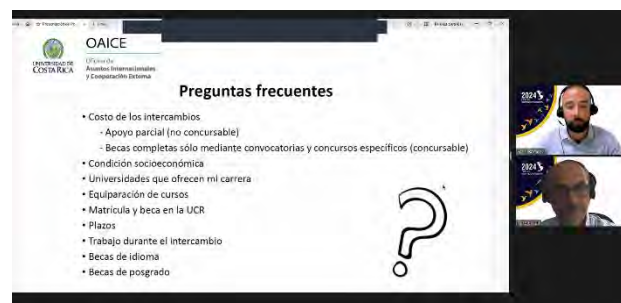 OAICE
UNIVERSIDAD DE
COSTA RICA
Oficina de
Asuntos Internacionales
y Cooperación Externa
Preguntas frecuentes
• Costo de los intercambios
- Apoyo parcial (no concursable)
- Becas completas sólo mediante convocatorias y concursos específicos (concursable)
• Condición socioeconómica
• Universidades que ofrecen mi carrera
• Equiparación de cursos
• Matrícula y beca en la UCR
• Plazos
• Trabajo durante el intercambio
• Becas de idioma
• Becas de posgrado
?
2024
2024